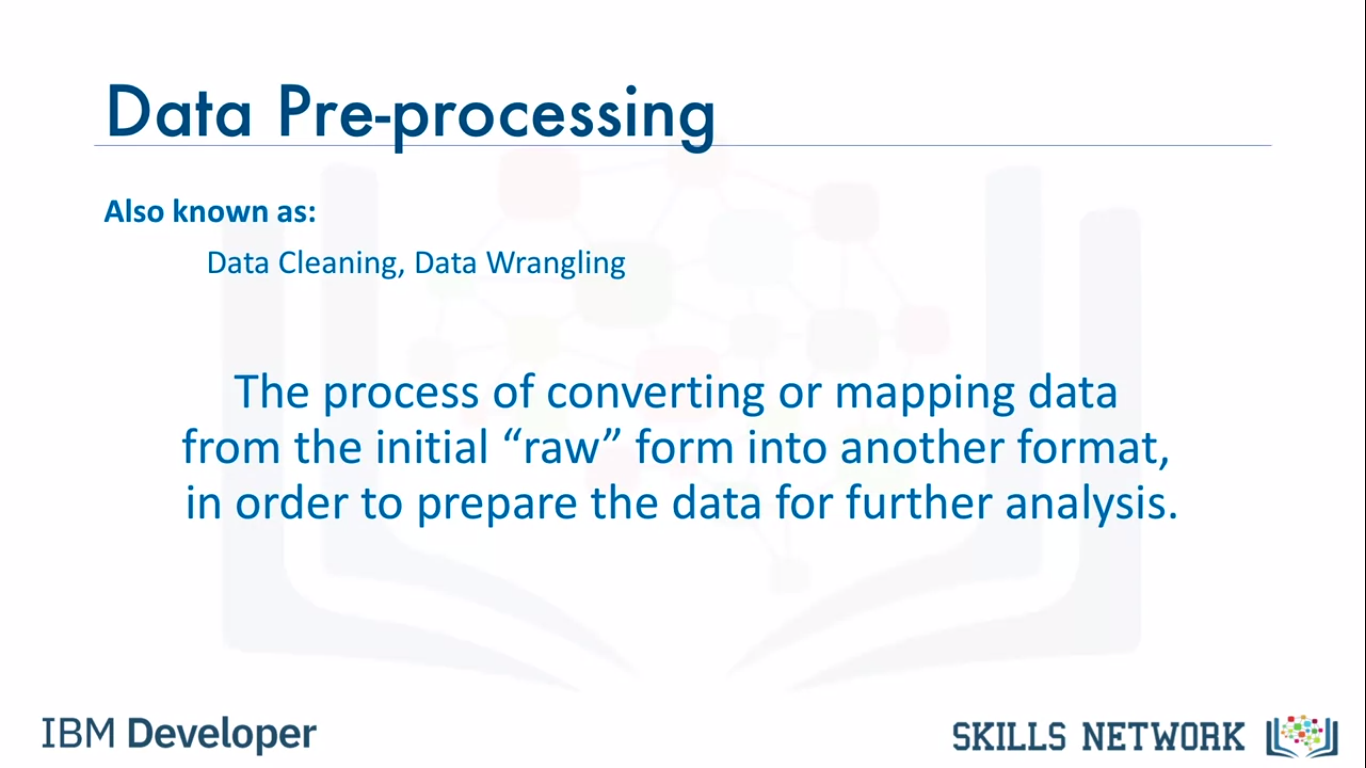 Data Pre-processing
Also known as:
Data Cleaning, Data Wrangling
The process of converting or mapping data
from the initial “raw” form into another format,
in order to prepare the data for further analysis.
IBM Developer
SKILLS NETWORK